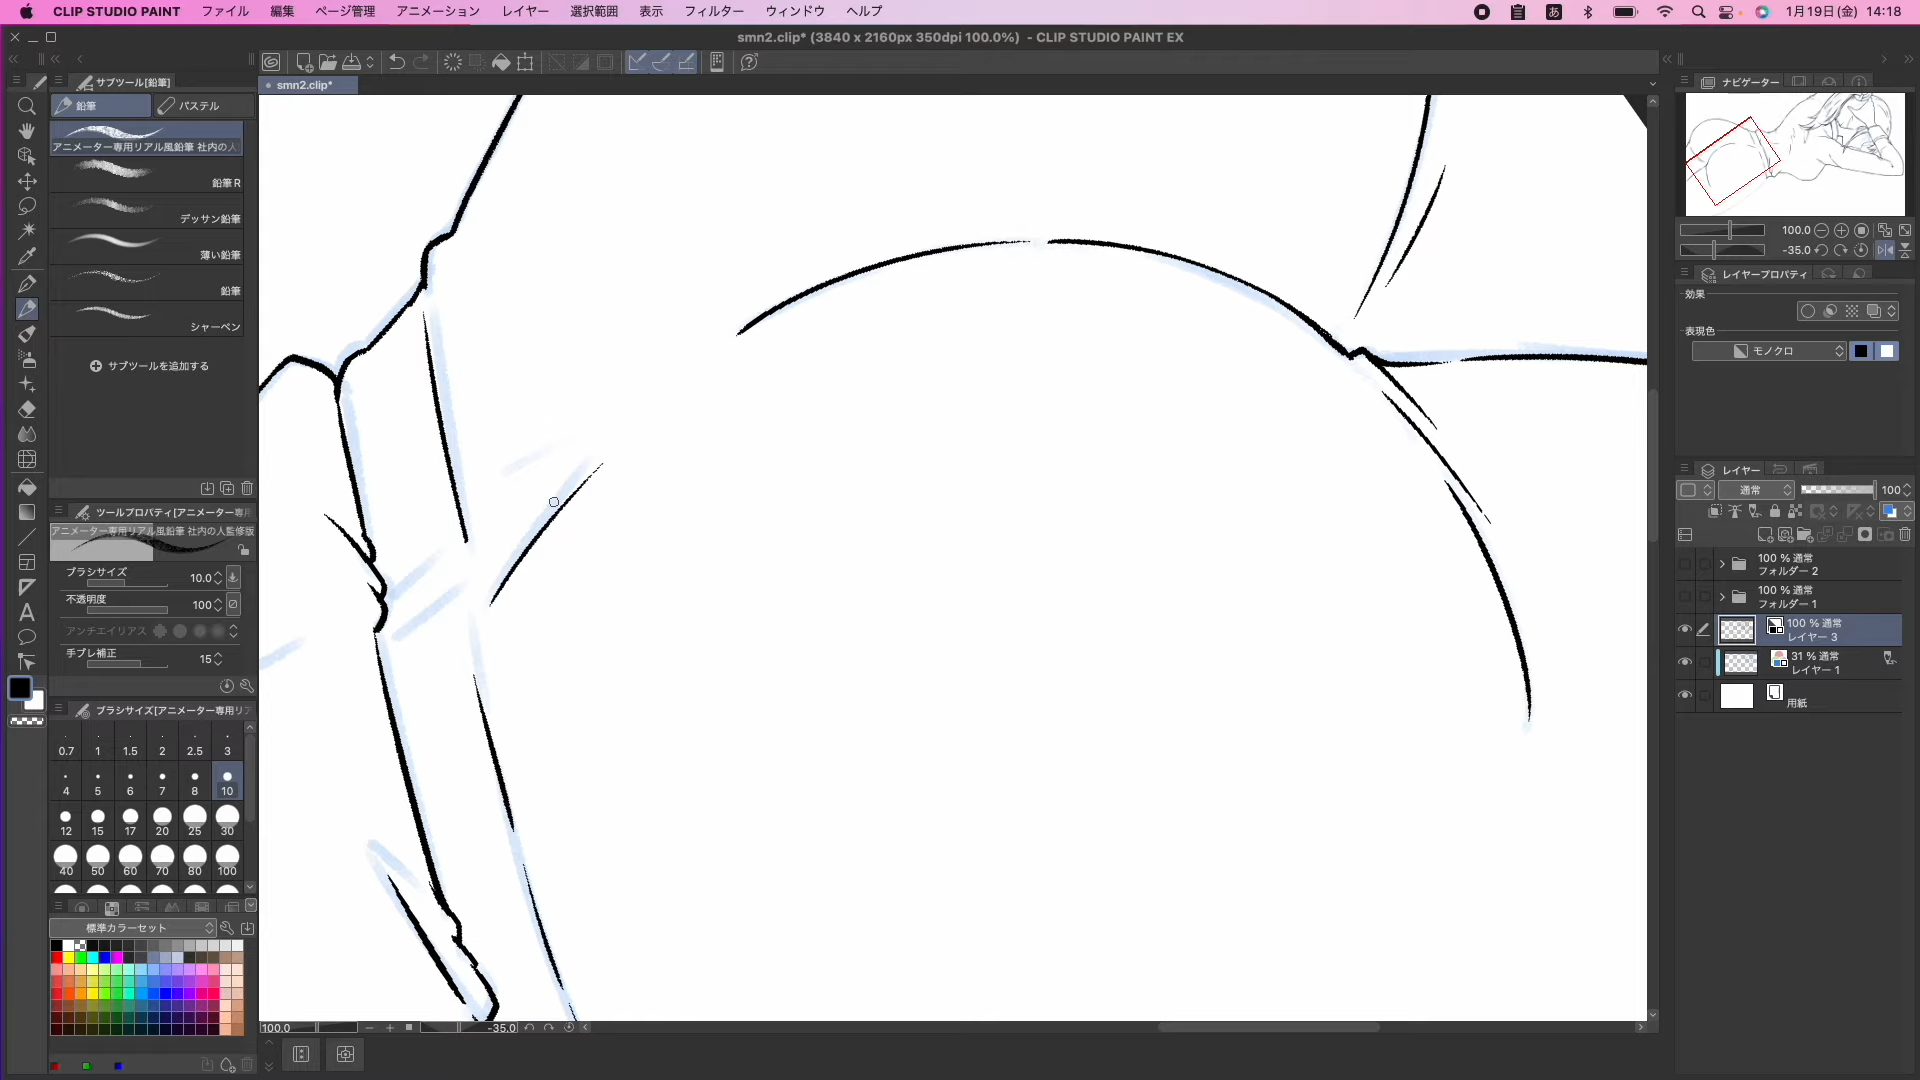 CLIP STUDIO PAINT ファイル 編集 ページ管理 アニメーション レイヤー 選択範囲 表示 フィルター ウィンドウ ヘルプ あ 1月19日(金) 14:18
smn2.clip* (3840 x 2160px 350dpi 100.0%) - CLIP STUDIO PAINT EX
サブツール[鉛筆]
smn2.clip*
鉛筆 パステル
アニメーター専用リアル風鉛筆 社内の人
鉛筆R
デッサン鉛筆
薄い鉛筆
鉛筆
シャーペン
サブツールを追加する
ツールプロパティ[アニメーター専用
アニメーター専用リアル風鉛筆 社内の人監修版
ブラシサイズ 10.0
不透明度 100
アンチエイリアス
手ブレ補正 15
ブラシサイズ[アニメーター専用リア
0.7 1 1.5 2 2.5 3
4 5 6 7 8 10
12 15 17 20 25 30
40 50 60 70 80 100
標準カラーセット
100.0 -35.0
ナビゲーター
100.0
-35.0
レイヤープロパティ
効果
表現色
モノクロ
レイヤー
通常 100
100 % 通常
フォルダー 2
100 % 通常
フォルダー 1
100 % 通常
レイヤー 3
31 % 通常
レイヤー 1
用紙
A